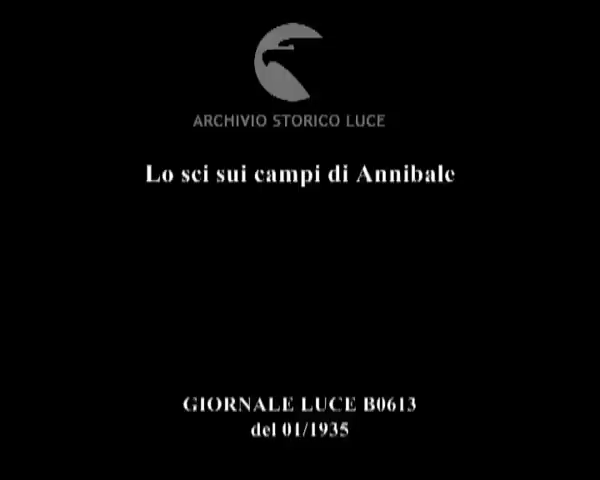 ARCHIVIO STORICO LUCE
Lo sci sui campi di Annibale
GIORNALE LUCE B0613
del 01/1935